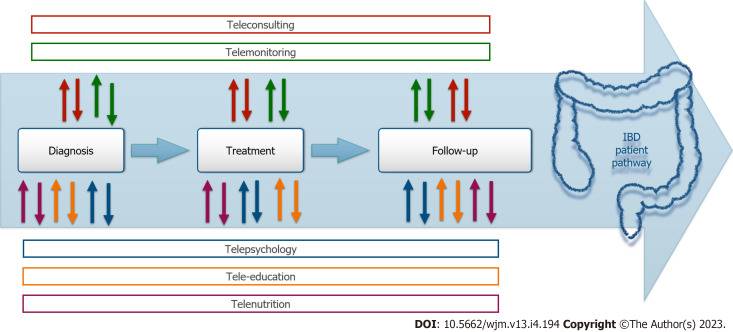 Teleconsulting
Telemonitoring
Diagnosis
Treatment
Follow-up
IBD
patient
pathway
Telepsychology
Tele-education
Telenutrition
DOI: 10.5662/wjm.v13.i4.194 Copyright ©The Author(s) 2023.